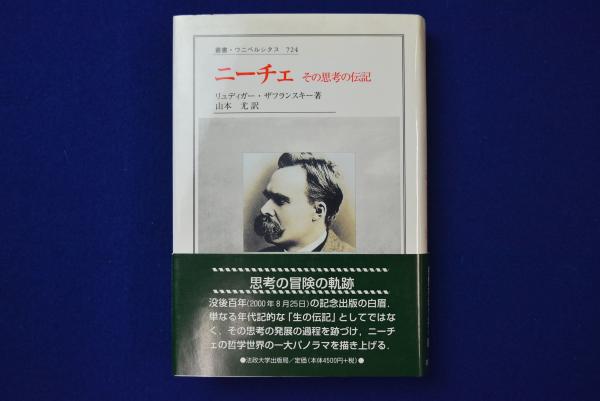 叢書・ウニベルシタス 724
ニーチェ その思考の伝記
リュディガー・ザフランスキー著
山本 尤訳
思考の冒険の軌跡
没後百年(2000年8月25日)の記念出版の白眉.
単なる年代記的な「生の伝記」としてではな
く，その思考の発展の過程を跡づけ，ニーチ
ェの哲学世界の一大パノラマを描き上げる.
●法政大学出版局／定価(本体4500円+税)●